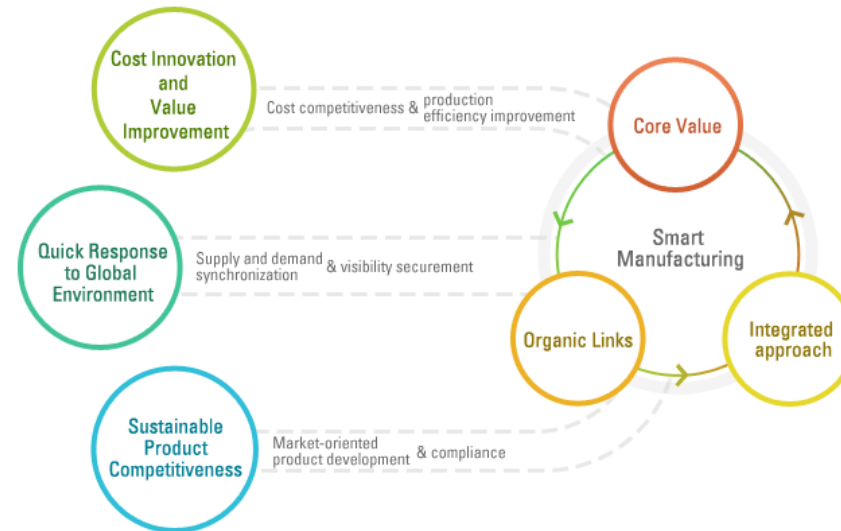 Cost Innovation
and
Value
Improvement
Cost competitiveness & production
efficiency improvement
Core Value
Quick Response
to Global
Environment
Supply and demand
synchronization & visibility securement
Smart
Manufacturing
Organic Links
Integrated
approach
Sustainable
Product
Competitiveness
Market-oriented
product development & compliance